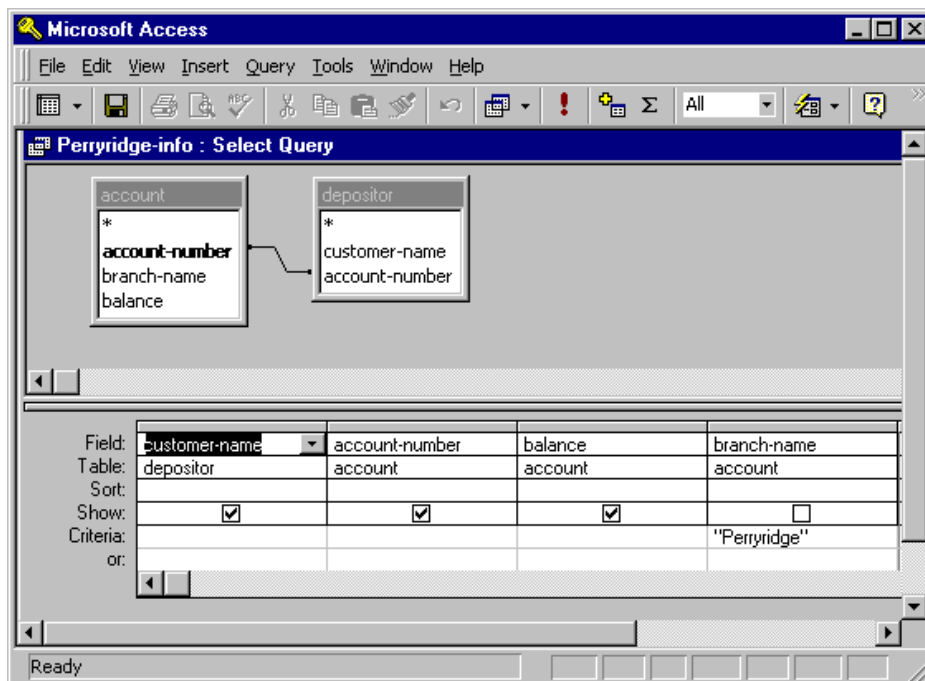 Microsoft Access
File Edit View Insert Query Tools Window Help
ABC Σ All
Perryridge-info : Select Query
account depositor
* *
account-number customer-name
branch-name account-number
balance
Field: customer-name account-number balance branch-name
Table: depositor account account account
Sort:
Show:
Criteria: "Perryridge"
or:
Ready